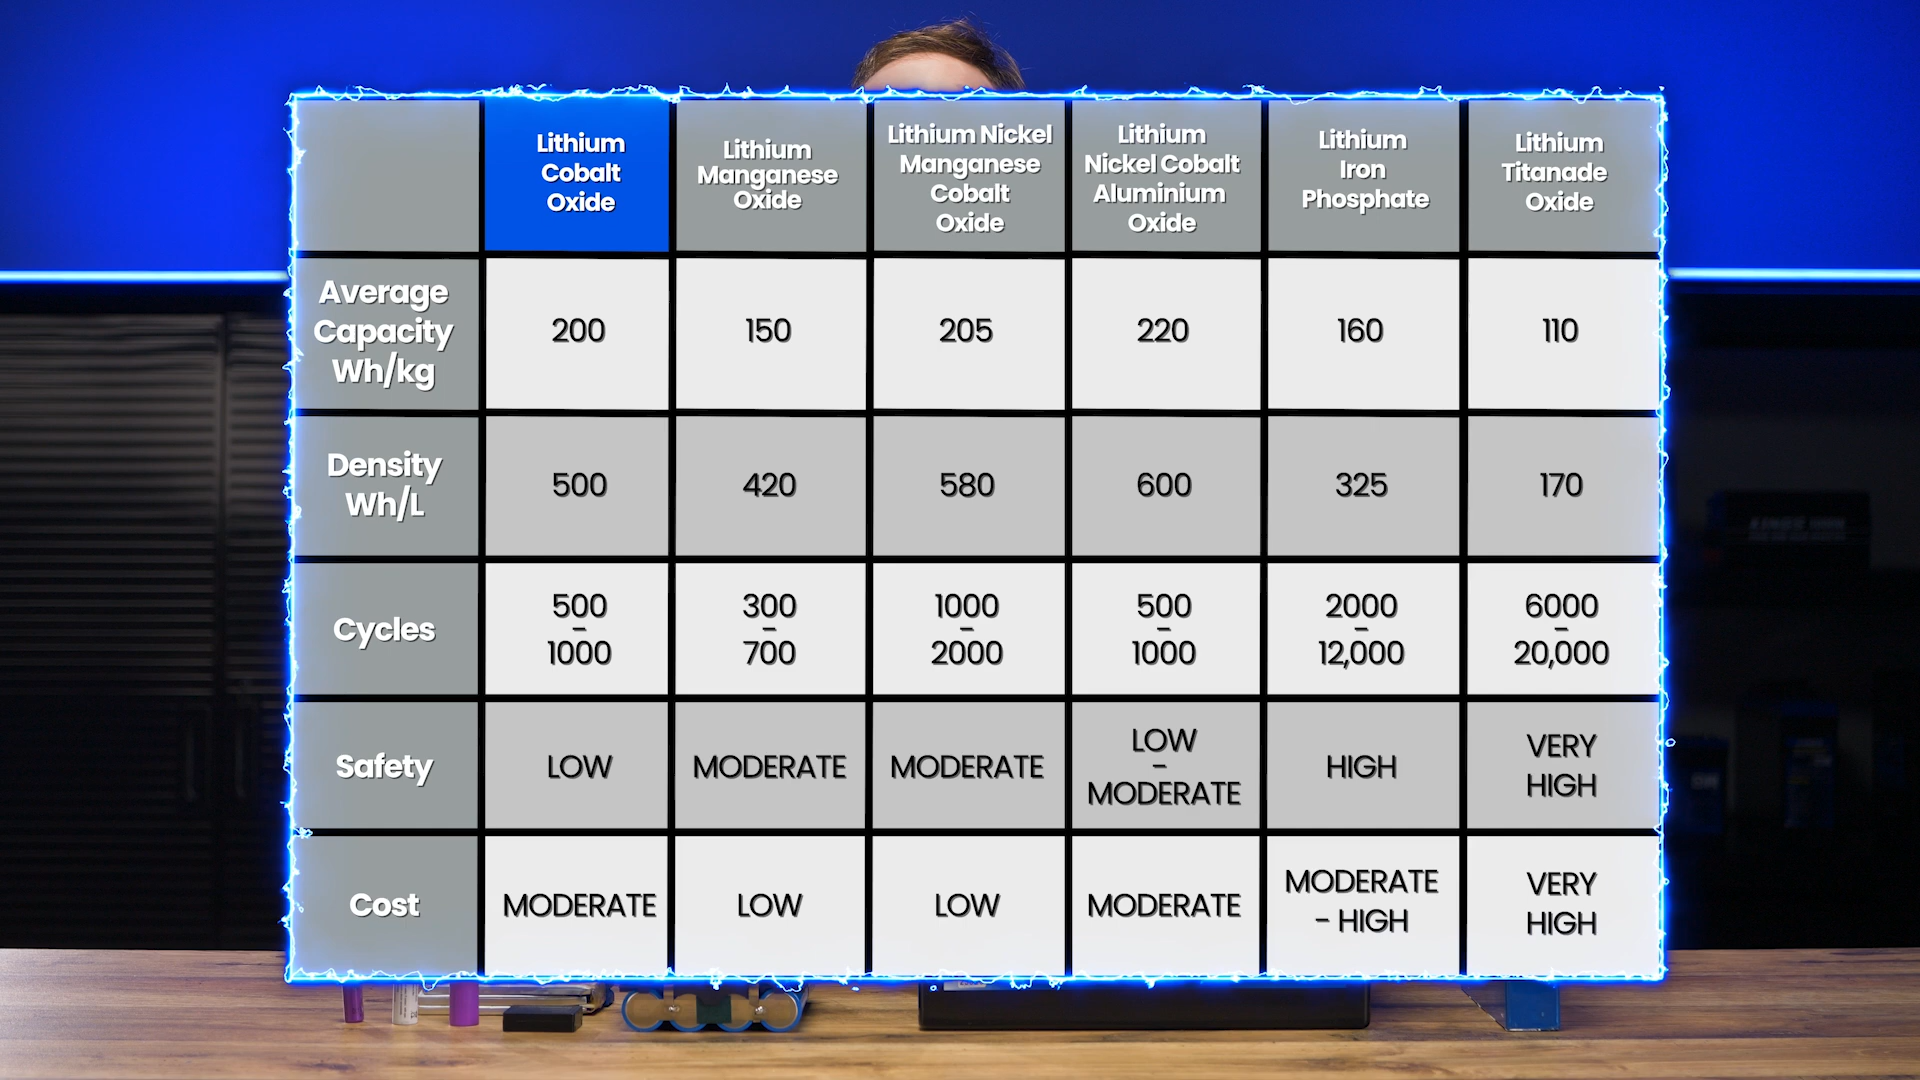 Lithium
Cobalt
Oxide
Lithium
Manganese
Oxide
Lithium Nickel
Manganese
Cobalt
Oxide
Lithium
Nickel Cobalt
Aluminium
Oxide
Lithium
Iron
Phosphate
Lithium
Titanade
Oxide
Average
Capacity
Wh/kg
200
150
205
220
160
110
Density
Wh/L
500
420
580
600
325
170
Cycles
500
–
1000
300
–
700
1000
–
2000
500
–
1000
2000
–
12,000
6000
–
20,000
Safety
LOW
MODERATE
MODERATE
LOW
–
MODERATE
HIGH
VERY
HIGH
Cost
MODERATE
LOW
LOW
MODERATE
MODERATE
- HIGH
VERY
HIGH